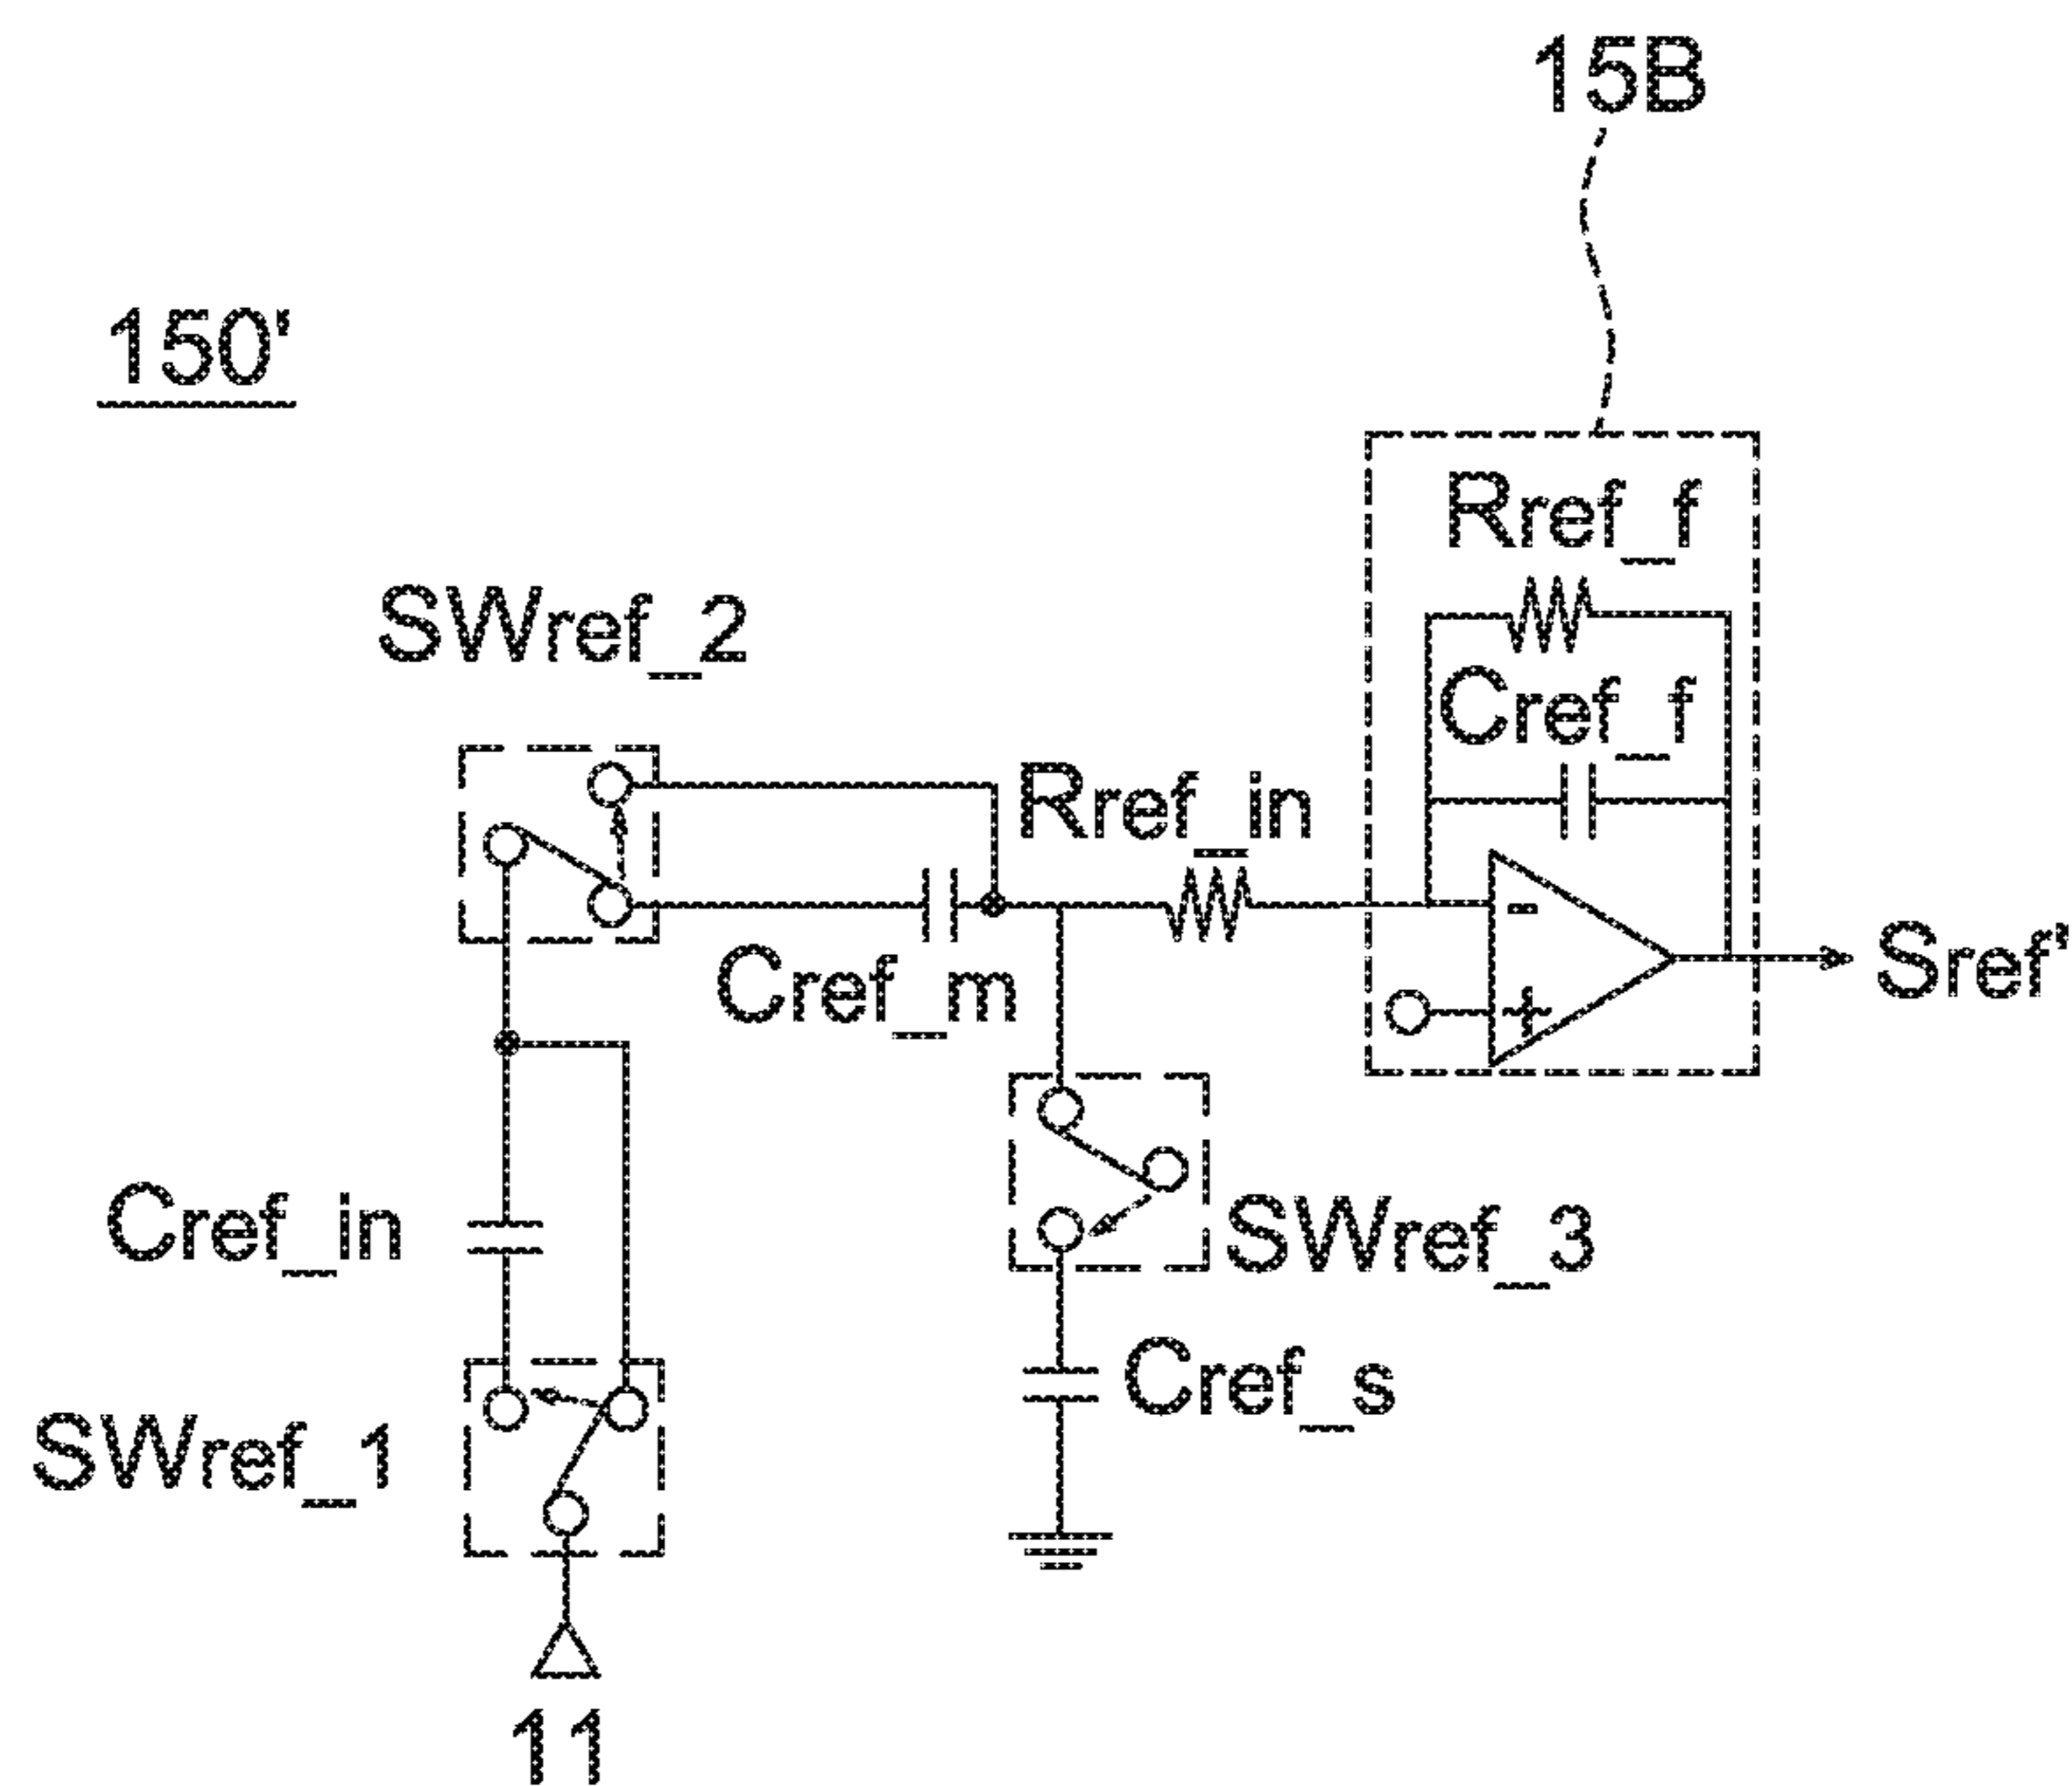 15B
150'
Rref_f
SWref_2
Cref_f
Rref_in
-
Cref_m
Sref'
+
Cref_in
SWref_3
Cref_s
SWref_1
11